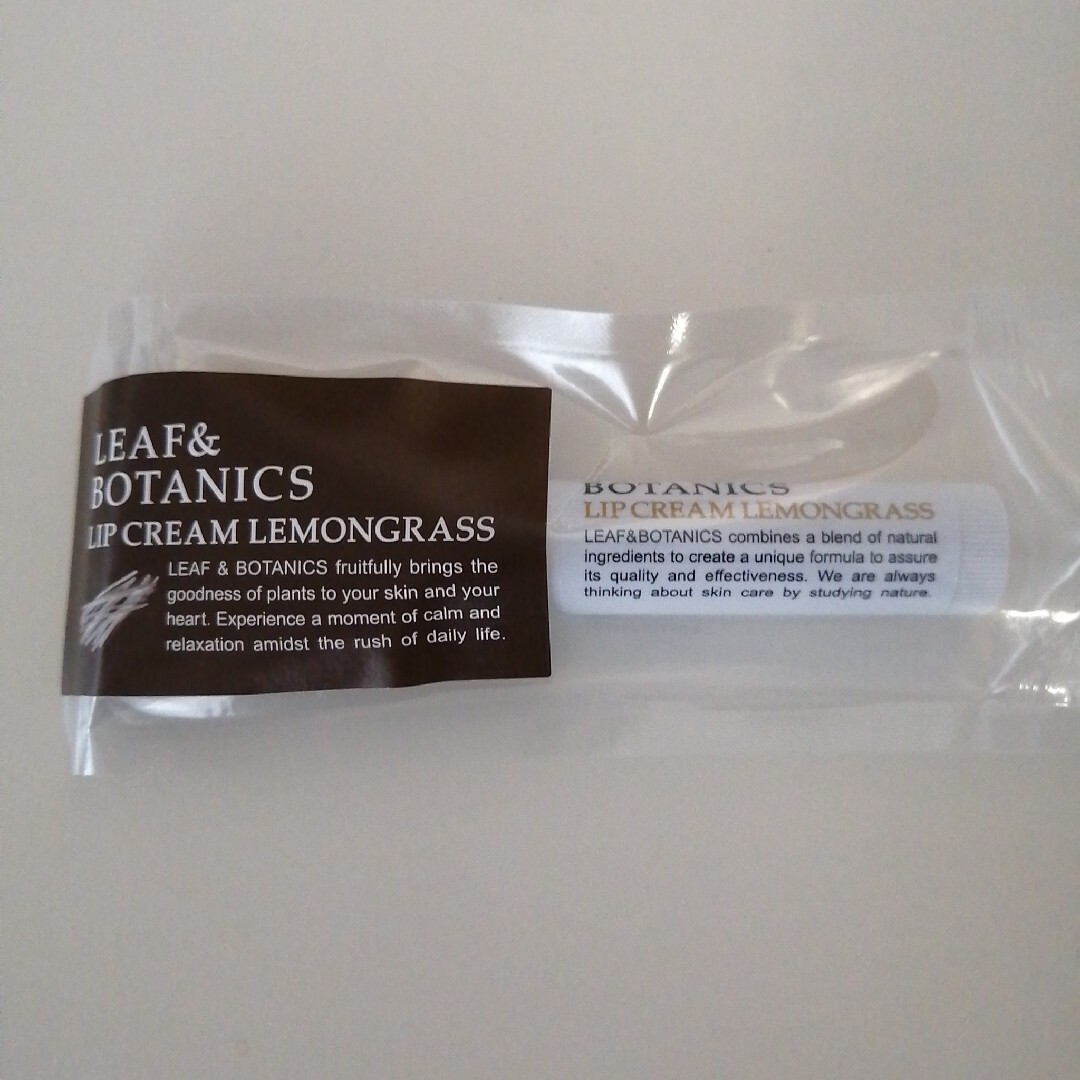 LEAF&
BOTANICS
LIP CREAM LEMONGRASS
LEAF & BOTANICS fruitfully brings the
goodness of plants to your skin and your
heart. Experience a moment of calm and
relaxation amidst the rush of daily life.
BOTANICS
LIP CREAM LEMONGRASS
LEAF&BOTANICS combines a blend of natural
ingredients to create a unique formula to assure
its quality and effectiveness. We are always
thinking about skin care by studying nature.